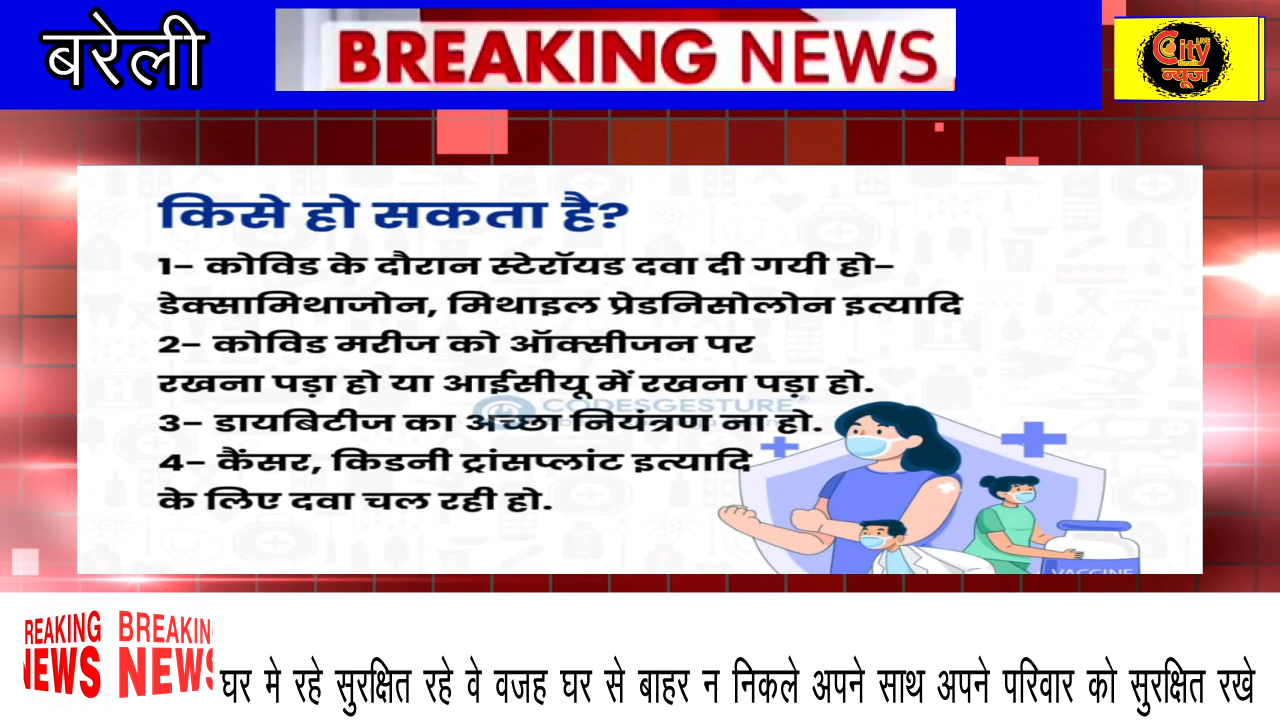 बरेली
BREAKING NEWS
City LIVE
न्यूज
किसे हो सकता है?
1- कोविड के दौरान स्टेरॉयड दवा दी गयी हो-
डेक्सामिथाजोन, मिथाइल प्रेडनिसोलोन इत्यादि
2- कोविड मरीज को ऑक्सीजन पर
रखना पड़ा हो या आईसीयू में रखना पड़ा हो.
CODESGESTURE®
3- डायबिटीज का अच्छा नियंत्रण ना हो.
4- कैंसर, किडनी ट्रांसप्लांट इत्यादि
के लिए दवा चल रही हो.
VACCINE
REAKING BREAKIN
NEWS NEWS
घर मे रहे सुरक्षित रहे वे वजह घर से बाहर न निकले अपने साथ अपने परिवार को सुरक्षित रखे